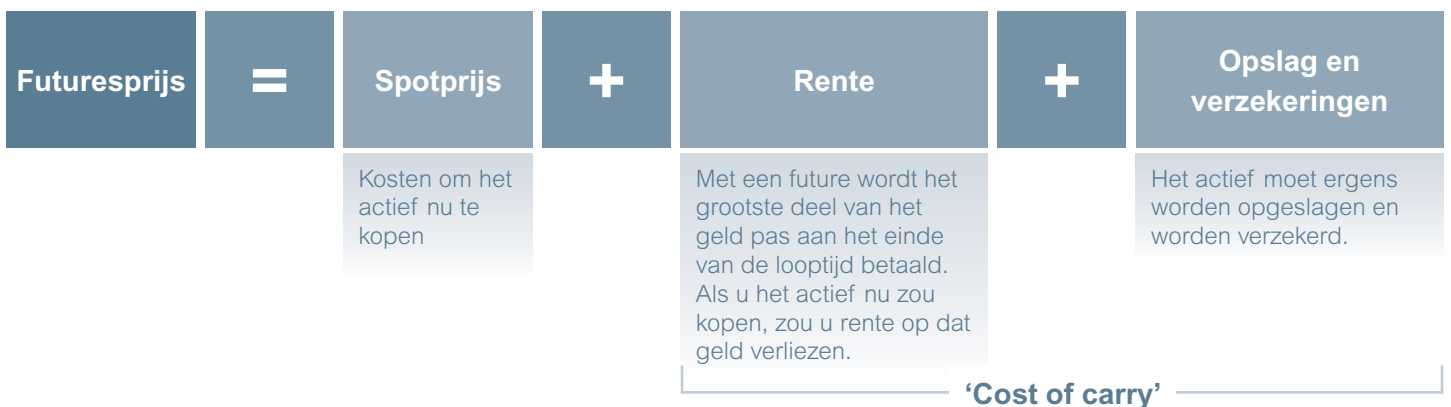 Futuresprijs = Spotprijs + Rente + Opslag en
verzekeringen
Kosten om het
actief nu te
kopen
Met een future wordt het
grootste deel van het
geld pas aan het einde
van de looptijd betaald.
Als u het actief nu zou
kopen, zou u rente op dat
geld verliezen.
Het actief moet ergens
worden opgeslagen en
worden verzekerd.
‘Cost of carry’